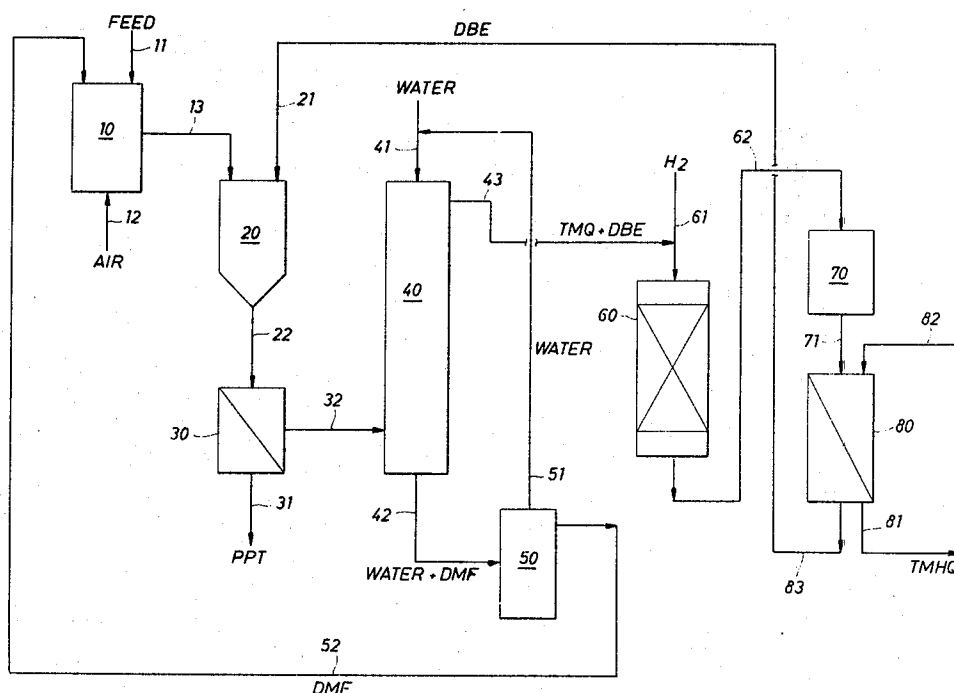 FEED
11
DBE
10
13
21
WATER
41
62
12
AIR
20
43
H2
61
TMQ + DBE
40
70
22
60
WATER
71
82
30
32
80
31
42
51
81
PPT
50
WATER + DMF
83
TMHQ
52
DMF